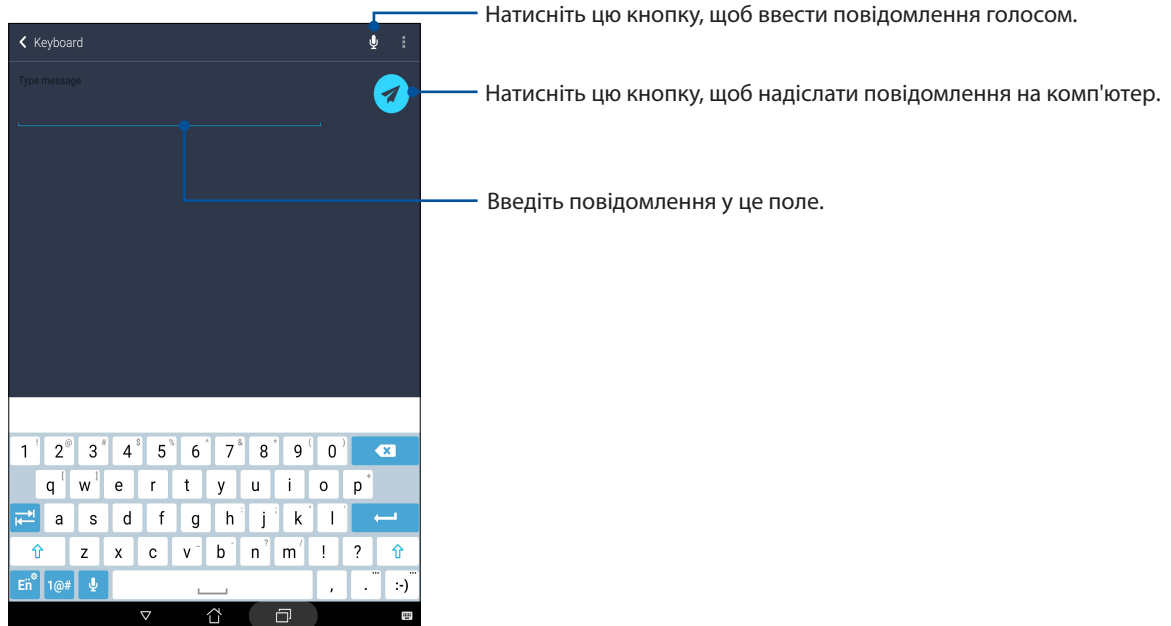 Натисніть цю кнопку, щоб ввести повідомлення голосом.
Keyboard
Type message
Натисніть цю кнопку, щоб надіслати повідомлення на комп'ютер.
Введіть повідомлення у це поле.
1 ! 2 @ 3 # 4 $ 5 % 6 ^ 7 & 8 * 9 ( 0 )
q [ w ] e r t y u i o p +
a s d f g h : j ; k " l '
z x c v - b - n ? m / ! ?
En 1@# , . ... :-) ...